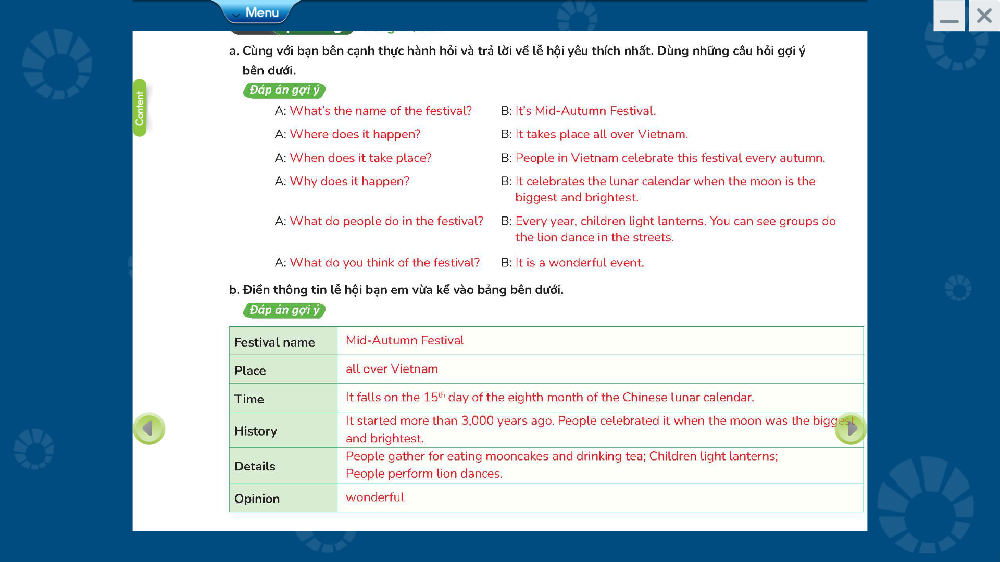 Menu
Content
a. Cùng với bạn bên cạnh thực hành hỏi và trả lời về lễ hội yêu thích nhất. Dùng những câu hỏi gợi ý
bên dưới.
Đáp án gợi ý
A: What's the name of the festival? B: It's Mid-Autumn Festival.
A: Where does it happen? B: It takes place all over Vietnam.
A: When does it take place? B: People in Vietnam celebrate this festival every autumn.
A: Why does it happen? B: It celebrates the lunar calendar when the moon is the
biggest and brightest.
A: What do people do in the festival? B: Every year, children light lanterns. You can see groups do
the lion dance in the streets.
A: What do you think of the festival? B: It is a wonderful event.
b. Điền thông tin lễ hội bạn em vừa kể vào bảng bên dưới.
Đáp án gợi ý
Festival name Mid-Autumn Festival
Place all over Vietnam
Time It falls on the 15th day of the eighth month of the Chinese lunar calendar.
History It started more than 3,000 years ago. People celebrated it when the moon was the biggest
and brightest.
Details People gather for eating mooncakes and drinking tea; Children light lanterns;
People perform lion dances.
Opinion wonderful